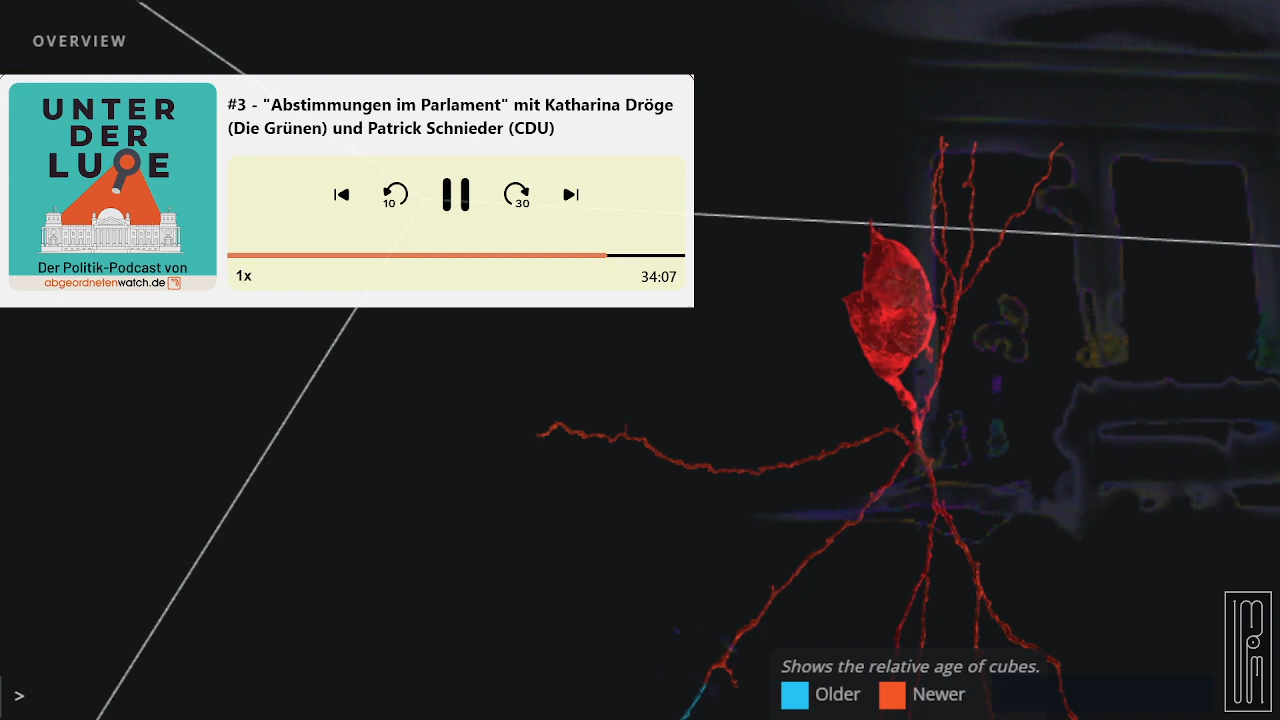 OVERVIEW
UNTER
DER
LUPE
Der Politik-Podcast von
abgeordnetenwatch.de
#3 - "Abstimmungen im Parlament" mit Katharina Dröge
(Die Grünen) und Patrick Schnieder (CDU)
10
30
1x
34:07
Shows the relative age of cubes.
Older
Newer
>